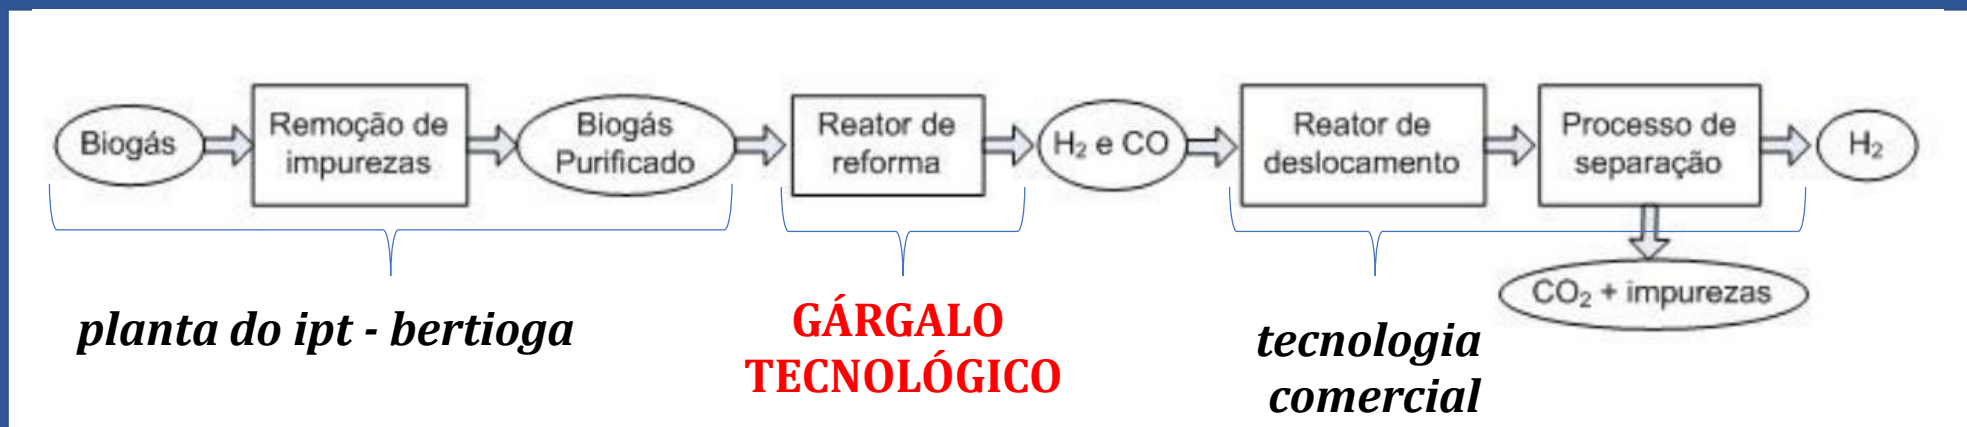 Biogás
Remoção de
impurezas
Biogás
Purificado
Reator de
reforma
H₂ e CO
Reator de
deslocamento
Processo de
separação
H₂
CO₂ + impurezas
planta do ipt - bertioga
GÁRGALO
TECNOLÓGICO
tecnologia
comercial